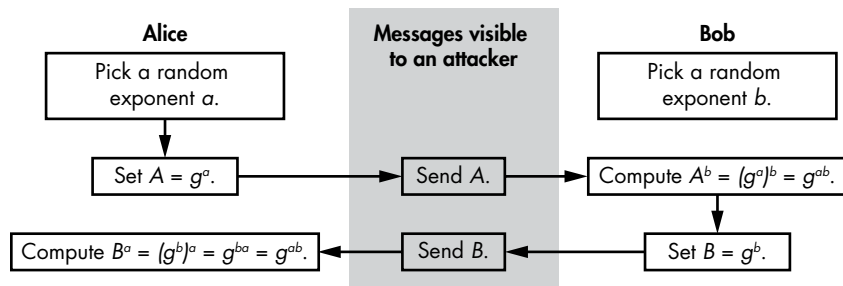 Alice
Messages visible
to an attacker
Bob
Pick a random
exponent a.
Pick a random
exponent b.
Set A = gᵃ.
Send A.
Compute Aᵇ = (gᵃ)ᵇ = gᵃᵇ.
Compute Bᵃ = (gᵇ)ᵃ = gᵇᵃ = gᵃᵇ.
Send B.
Set B = gᵇ.